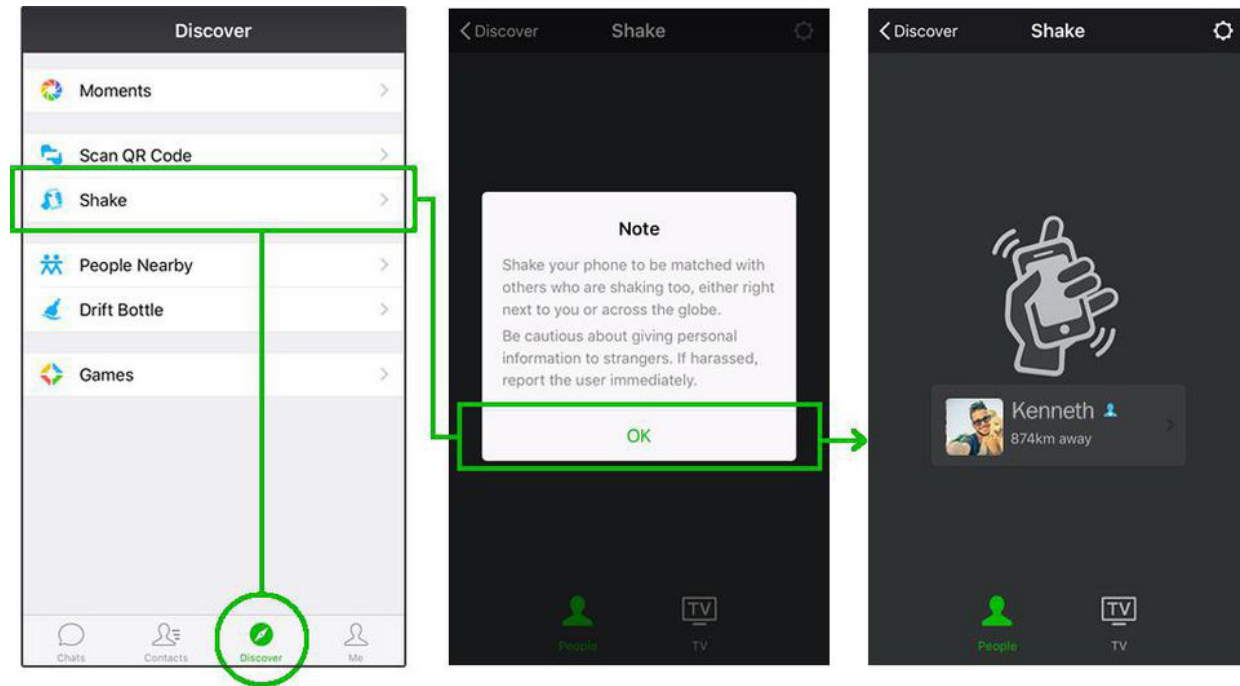 Discover
Moments
Scan QR Code
Shake
People Nearby
Drift Bottle
Games
Chats
Contacts
Discover
Me
Discover
Shake
Note
Shake your phone to be matched with
others who are shaking too, either right
next to you or across the globe.
Be cautious about giving personal
information to strangers. If harassed,
report the user immediately.
OK
People
TV
TV
Discover
Shake
Kenneth
874km away
People
TV
TV